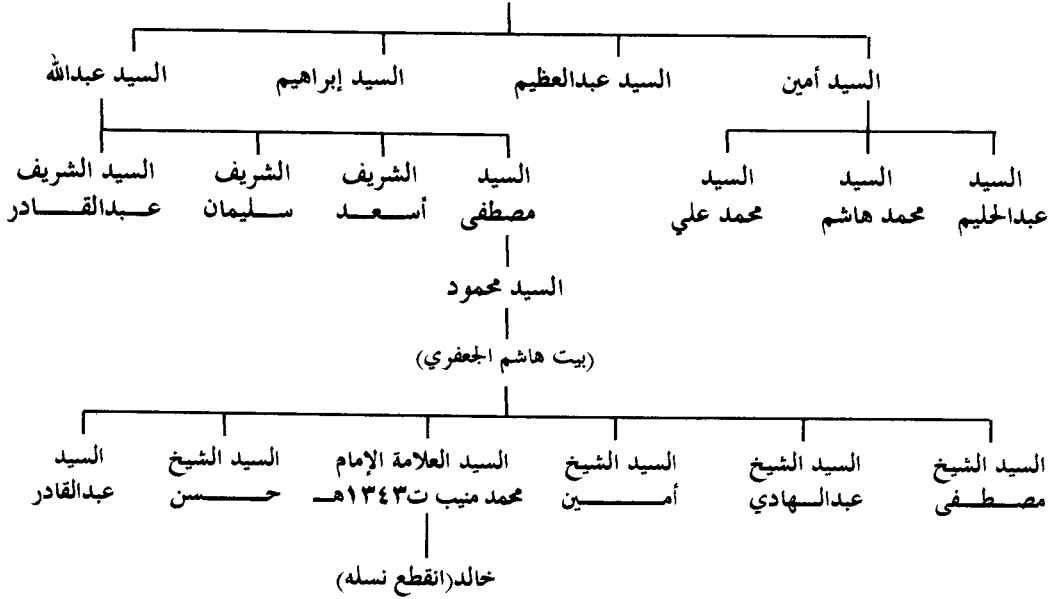 السيد أمين السيد عبدالعظيم السيد إبراهيم السيد عبدالله
السيد السيد السيد السيد الشريف الشريف السيد الشريف
عبدالحليم محمد هاشم محمد علي مصطفى أسعد سليمان عبدالقادر
السيد محمود
(بيت هاشم الجعفري)
السيد الشيخ السيد الشيخ السيد الشيخ السيد العلامة الإمام السيد الشيخ السيد
مصطفى عبدالهادي أمين محمد منيب ت١٣٤٣هـ حسن عبدالقادر
خالد(انقطع نسله)